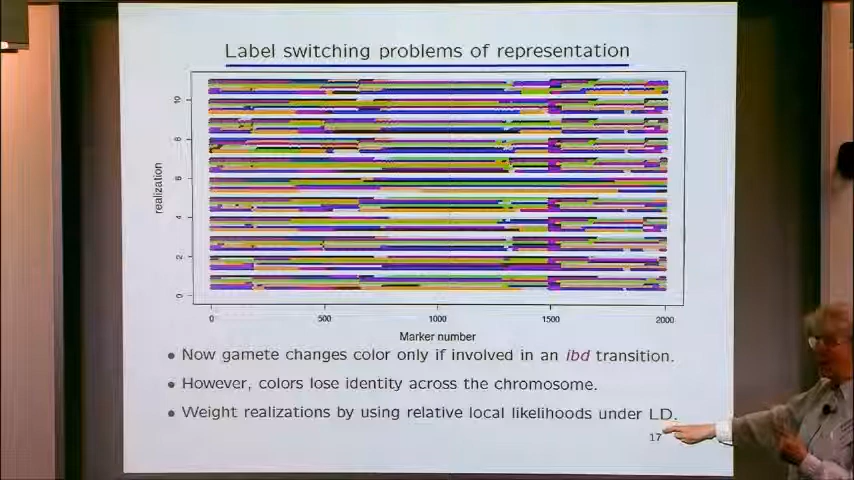 Label switching problems of representation
realization
10
8
6
4
2
0
0 500 1000 1500 2000
Marker number
• Now gamete changes color only if involved in an ibd transition.
• However, colors lose identity across the chromosome.
• Weight realizations by using relative local likelihoods under LD.
17